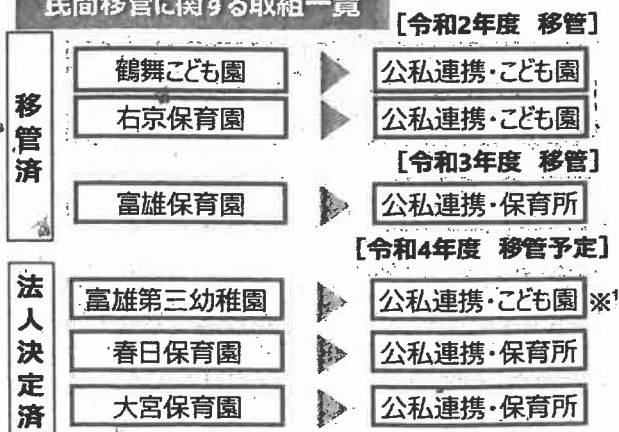 民間移管に関する取組一覧
[令和2年度 移管]
移管済
鶴舞こども園
公私連携・こども園
右京保育園
公私連携・こども園
[令和3年度 移管]
富雄保育園
公私連携・保育所
[令和4年度 移管予定]
法人決定済
富雄第三幼稚園
公私連携・こども園 ※1
春日保育園
公私連携・保育所
大宮保育園
公私連携・保育所